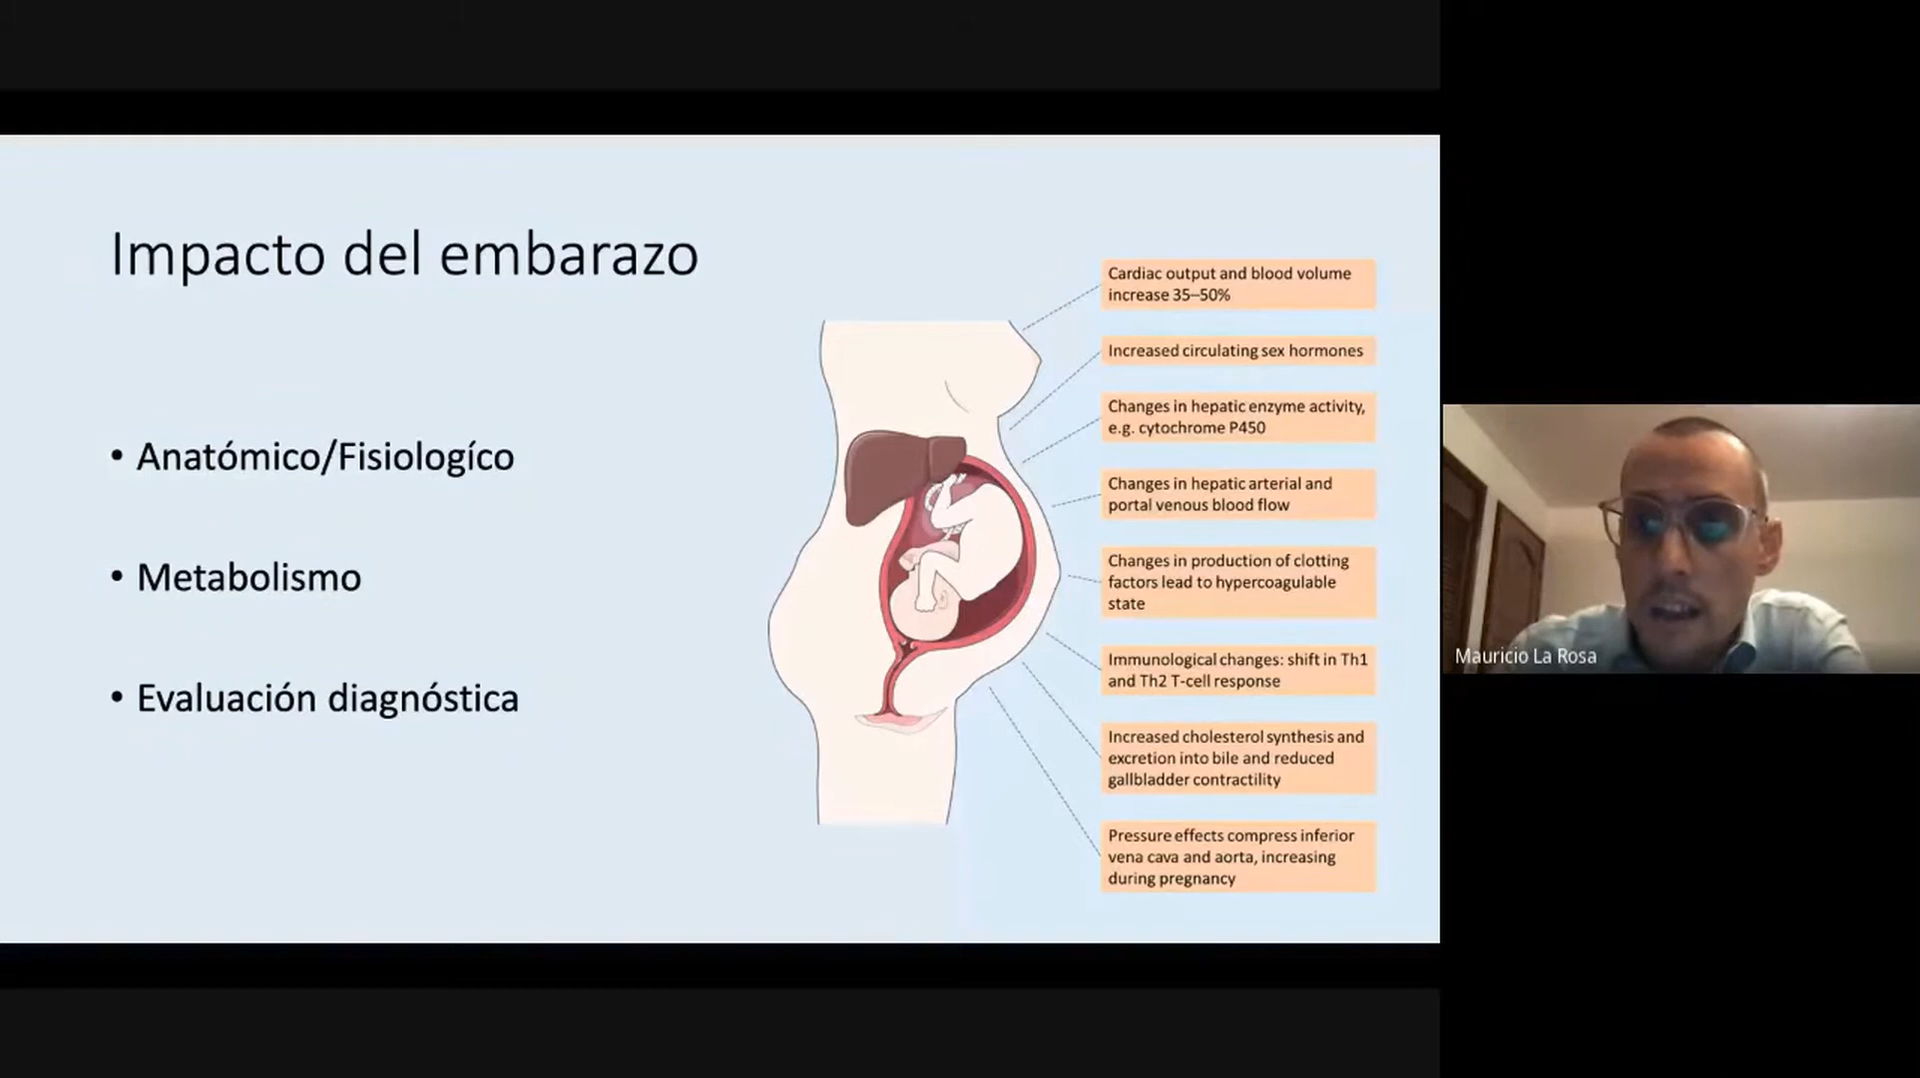 Impacto del embarazo
• Anatómico/Fisiologíco
• Metabolismo
• Evaluación diagnóstica
Cardiac output and blood volume
increase 35–50%
Increased circulating sex hormones
Changes in hepatic enzyme activity,
e.g. cytochrome P450
Changes in hepatic arterial and
portal venous blood flow
Changes in production of clotting
factors lead to hypercoagulable
state
Immunological changes: shift in Th1
and Th2 T-cell response
Increased cholesterol synthesis and
excretion into bile and reduced
gallbladder contractility
Pressure effects compress inferior
vena cava and aorta, increasing
during pregnancy
Mauricio La Rosa